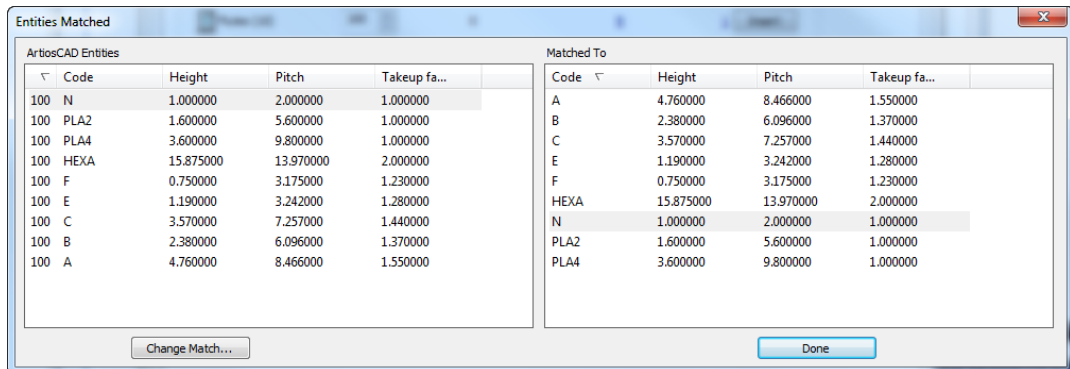 Entities Matched
ArtiosCAD Entities
Code Height Pitch Takeup fa...
100 N 1.000000 2.000000 1.000000
100 PLA2 1.600000 5.600000 1.000000
100 PLA4 3.600000 9.800000 1.000000
100 HEXA 15.875000 13.970000 2.000000
100 F 0.750000 3.175000 1.230000
100 E 1.190000 3.242000 1.280000
100 C 3.570000 7.257000 1.440000
100 B 2.380000 6.096000 1.370000
100 A 4.760000 8.466000 1.550000
Change Match...
Matched To
Code Height Pitch Takeup fa...
A 4.760000 8.466000 1.550000
B 2.380000 6.096000 1.370000
C 3.570000 7.257000 1.440000
E 1.190000 3.242000 1.280000
F 0.750000 3.175000 1.230000
HEXA 15.875000 13.970000 2.000000
N 1.000000 2.000000 1.000000
PLA2 1.600000 5.600000 1.000000
PLA4 3.600000 9.800000 1.000000
Done